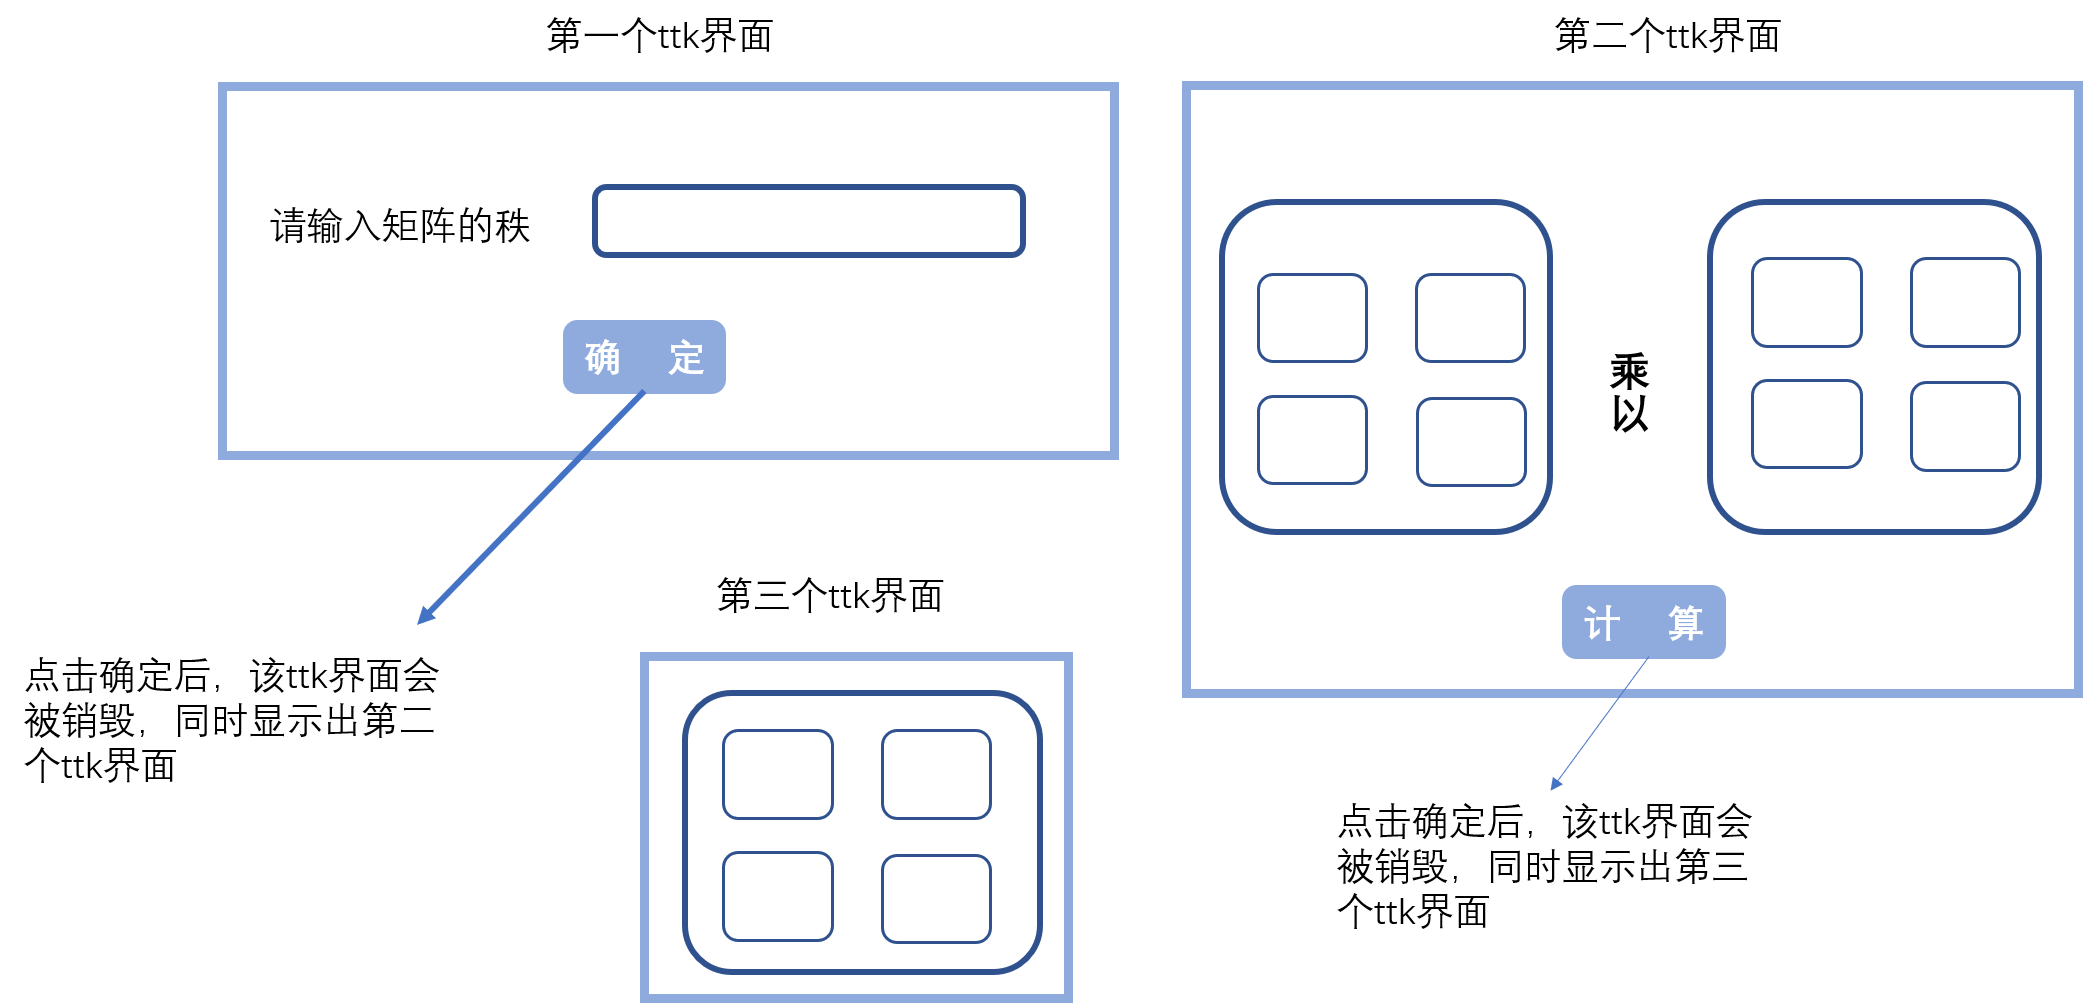 第一个ttk界面
请输入矩阵的秩
确 定
点击确定后，该ttk界面会
被销毁，同时显示出第二
个ttk界面
第二个ttk界面
乘
以
计 算
点击确定后，该ttk界面会
被销毁，同时显示出第三
个ttk界面
第三个ttk界面